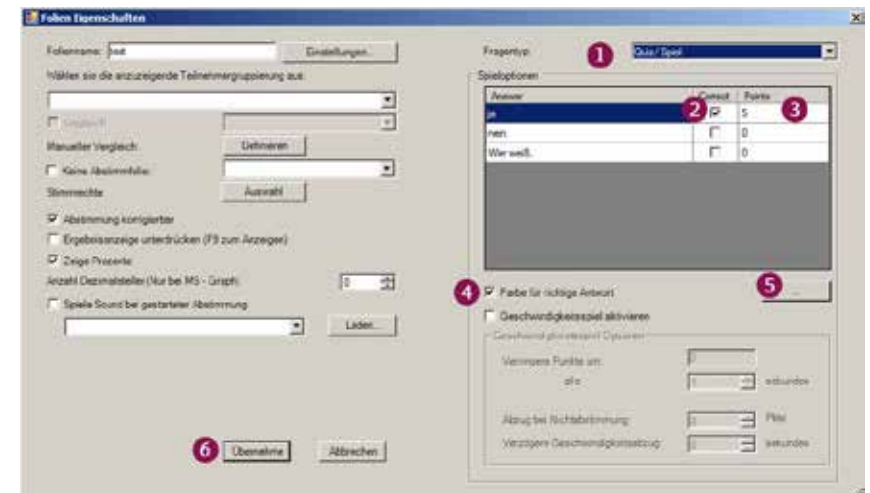 Folien Eigenschaften
Folienname: test Einstellungen...
Wählen sie die anzuzeigende Teilnehmergruppierung aus:
Vergleich
Manueller Vergleich: Definieren
Keine Abstimmfolie:
Stimmrechte Auswahl
Abstimmung korrigierbar
Ergebnisanzeige unterdrücken (F9 zum Anzeigen)
Zeige Prozente
Anzahl Dezimalstellen (Nur bei MS - Graph): 0
Spiele Sound bei gestarteter Abstimmung
Laden...
6 Übernehme Abbrechen
Fragentyp: 1 Quiz/Spiel
Spieloptionen
Answer Correct Points
ja 2 5 3
nein 0
Wer weiß. 0
4 Farbe für richtige Antwort 5 ...
Geschwindigkeitsspiel aktivieren
Geschwindigkeitsspiel Optionen
Verringere Punkte um:
alle sekunden
Abzug bei Nichtabstimmung:
Verzögere Geschwindigkeitsabzug: sekunden